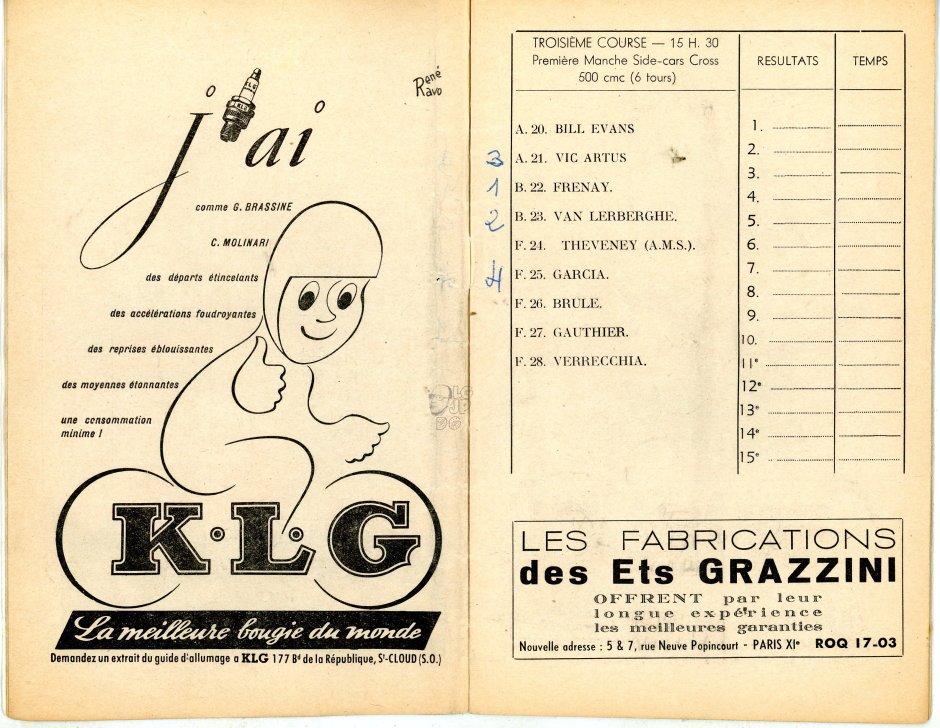 j'ai
KLG
René
Ravo
comme G. BRASSINE
C. MOLINARI
des départs étincelants
des accélérations foudroyantes
des reprises éblouissantes
des moyennes étonnantes
une consommation
minime !
K·L·G
La meilleure bougie du monde
Demandez un extrait du guide d'allumage a KLG 177 Bd de la République, St-CLOUD (S.O.)
TROISIÈME COURSE — 15 H. 30
Première Manche Side-cars Cross
500 cmc (6 tours)
RESULTATS
TEMPS
A. 20. BILL EVANS
3 A. 21. VIC ARTUS
1 B. 22. FRENAY.
2 B. 23. VAN LERBERGHE.
F. 24. THEVENEY (A.M.S.).
4 F. 25. GARCIA.
F. 26. BRULE.
F. 27. GAUTHIER.
F. 28. VERRECCHIA.
1.
2.
3.
4.
5.
6.
7.
8.
9.
10.
11e
12e
13e
14e
15e
LES FABRICATIONS
des Ets GRAZZINI
OFFRENT par leur
longue expérience
les meilleures garanties
Nouvelle adresse : 5 & 7, rue Neuve Popincourt - PARIS XIe ROQ 17-03